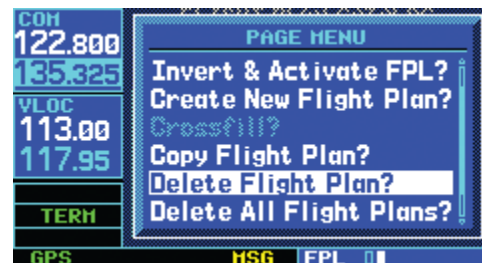 COM
122.800
135.325
VLOC
113.00
117.95
TERM
GPS
PAGE MENU
Invert & Activate FPL?
Create New Flight Plan?
Crossfill?
Copy Flight Plan?
Delete Flight Plan?
Delete All Flight Plans?
MSG
FPL